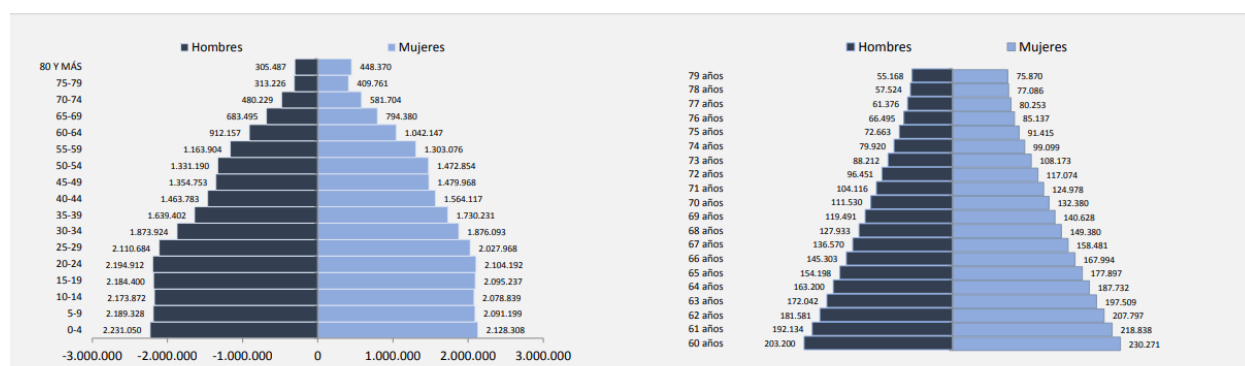 Hombres Mujeres
80 Y MÁS 305.487 448.370
75-79 313.226 409.761
70-74 480.229 581.704
65-69 683.495 794.380
60-64 912.157 1.042.147
55-59 1.163.904 1.303.076
50-54 1.331.190 1.472.854
45-49 1.354.753 1.479.968
40-44 1.463.783 1.564.117
35-39 1.639.402 1.730.231
30-34 1.873.924 1.876.093
25-29 2.110.684 2.027.968
20-24 2.194.912 2.104.192
15-19 2.184.400 2.095.237
10-14 2.173.872 2.078.839
5-9 2.189.328 2.091.199
0-4 2.231.050 2.128.308
-3.000.000 -2.000.000 -1.000.000 0 1.000.000 2.000.000 3.000.000
Hombres Mujeres
79 años 55.168 75.870
78 años 57.524 77.086
77 años 61.376 80.253
76 años 66.495 85.137
75 años 72.663 91.415
74 años 79.920 99.099
73 años 88.212 108.173
72 años 96.451 117.074
71 años 104.116 124.978
70 años 111.530 132.380
69 años 119.491 140.628
68 años 127.933 149.380
67 años 136.570 158.481
66 años 145.303 167.994
65 años 154.198 177.897
64 años 163.200 187.732
63 años 172.042 197.509
62 años 181.581 207.797
61 años 192.134 218.838
60 años 203.200 230.271